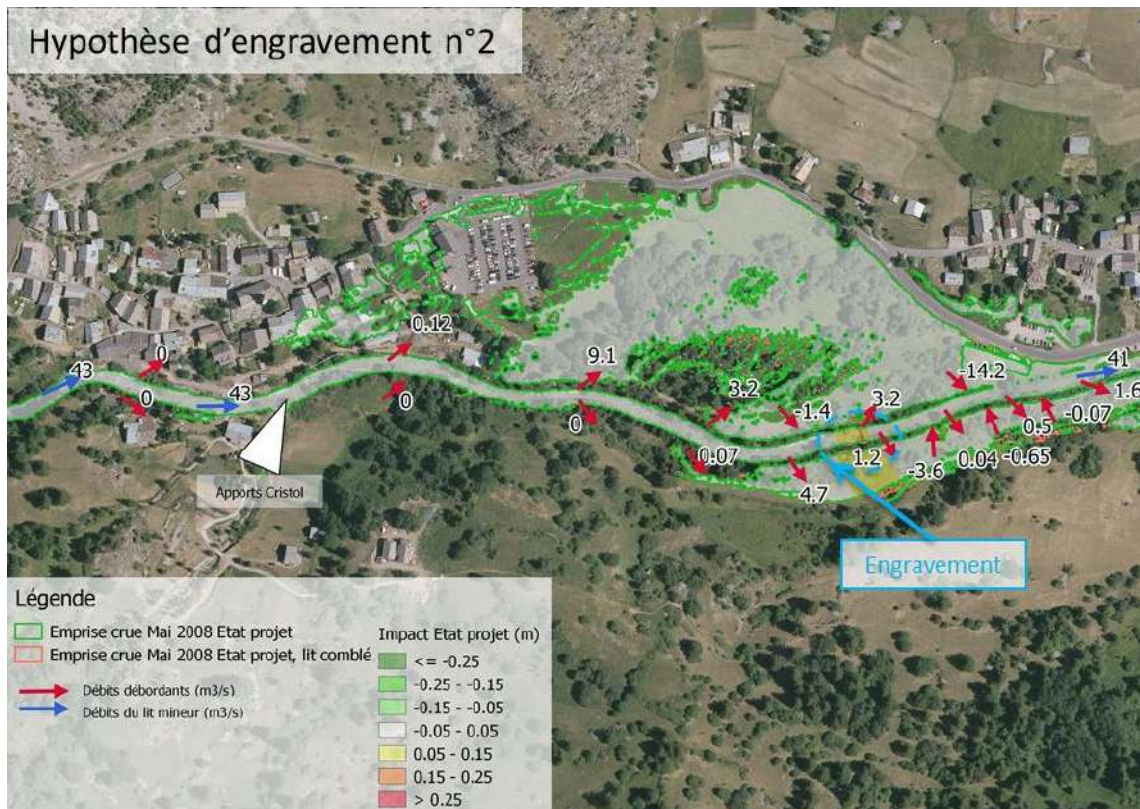 Hypothèse d'engravement n°2
43
0
0
43
0.12
0
9.1
0
3.2
0.07
-1.4
4.7
3.2
1.2
-3.6
-14.2
0.04
-0.65
0.5
-0.07
41
1.6
Apports Cristol
Engravement
Légende
Emprise crue Mai 2008 Etat projet
Emprise crue Mai 2008 Etat projet, lit comblé
Débits débordants (m3/s)
Débits du lit mineur (m3/s)
Impact Etat projet (m)
<= -0.25
-0.25 - -0.15
-0.15 - -0.05
-0.05 - 0.05
0.05 - 0.15
0.15 - 0.25
> 0.25